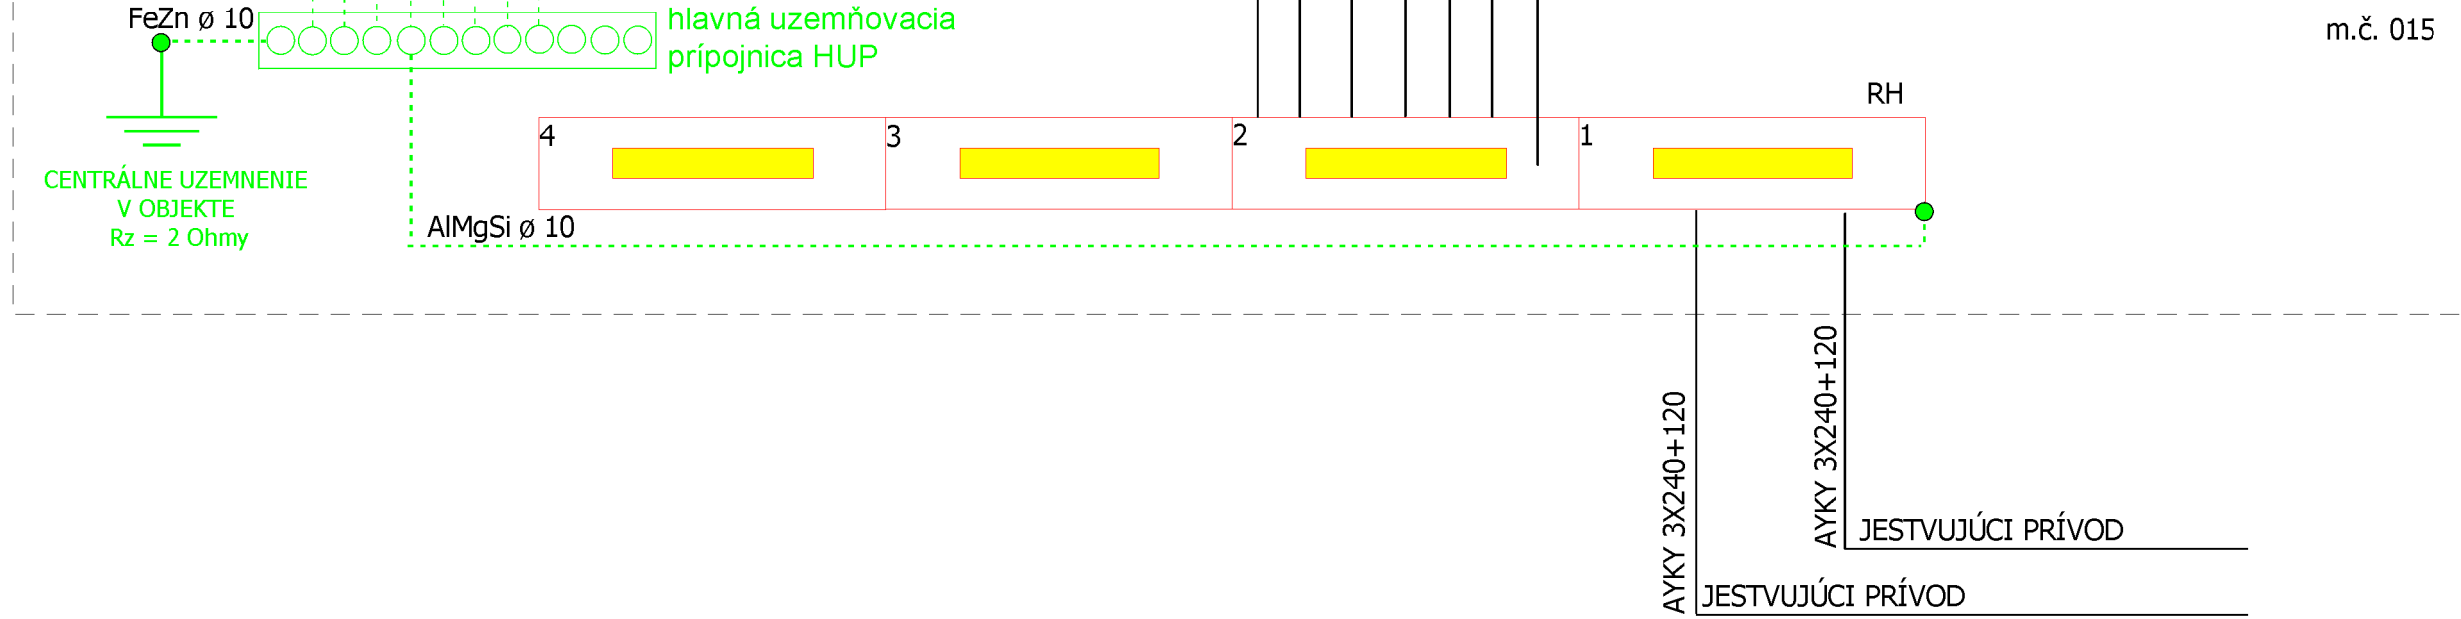 FeZn ø 10
hlavná uzemňovacia
prípojnica HUP
m.č. 015
RH
4
3
2
1
CENTRÁLNE UZEMNENIE
V OBJEKTE
Rz = 2 Ohmy
AlMgSi ø 10
AYKY 3X240+120
AYKY 3X240+120
JESTVUJÚCI PRÍVOD
JESTVUJÚCI PRÍVOD